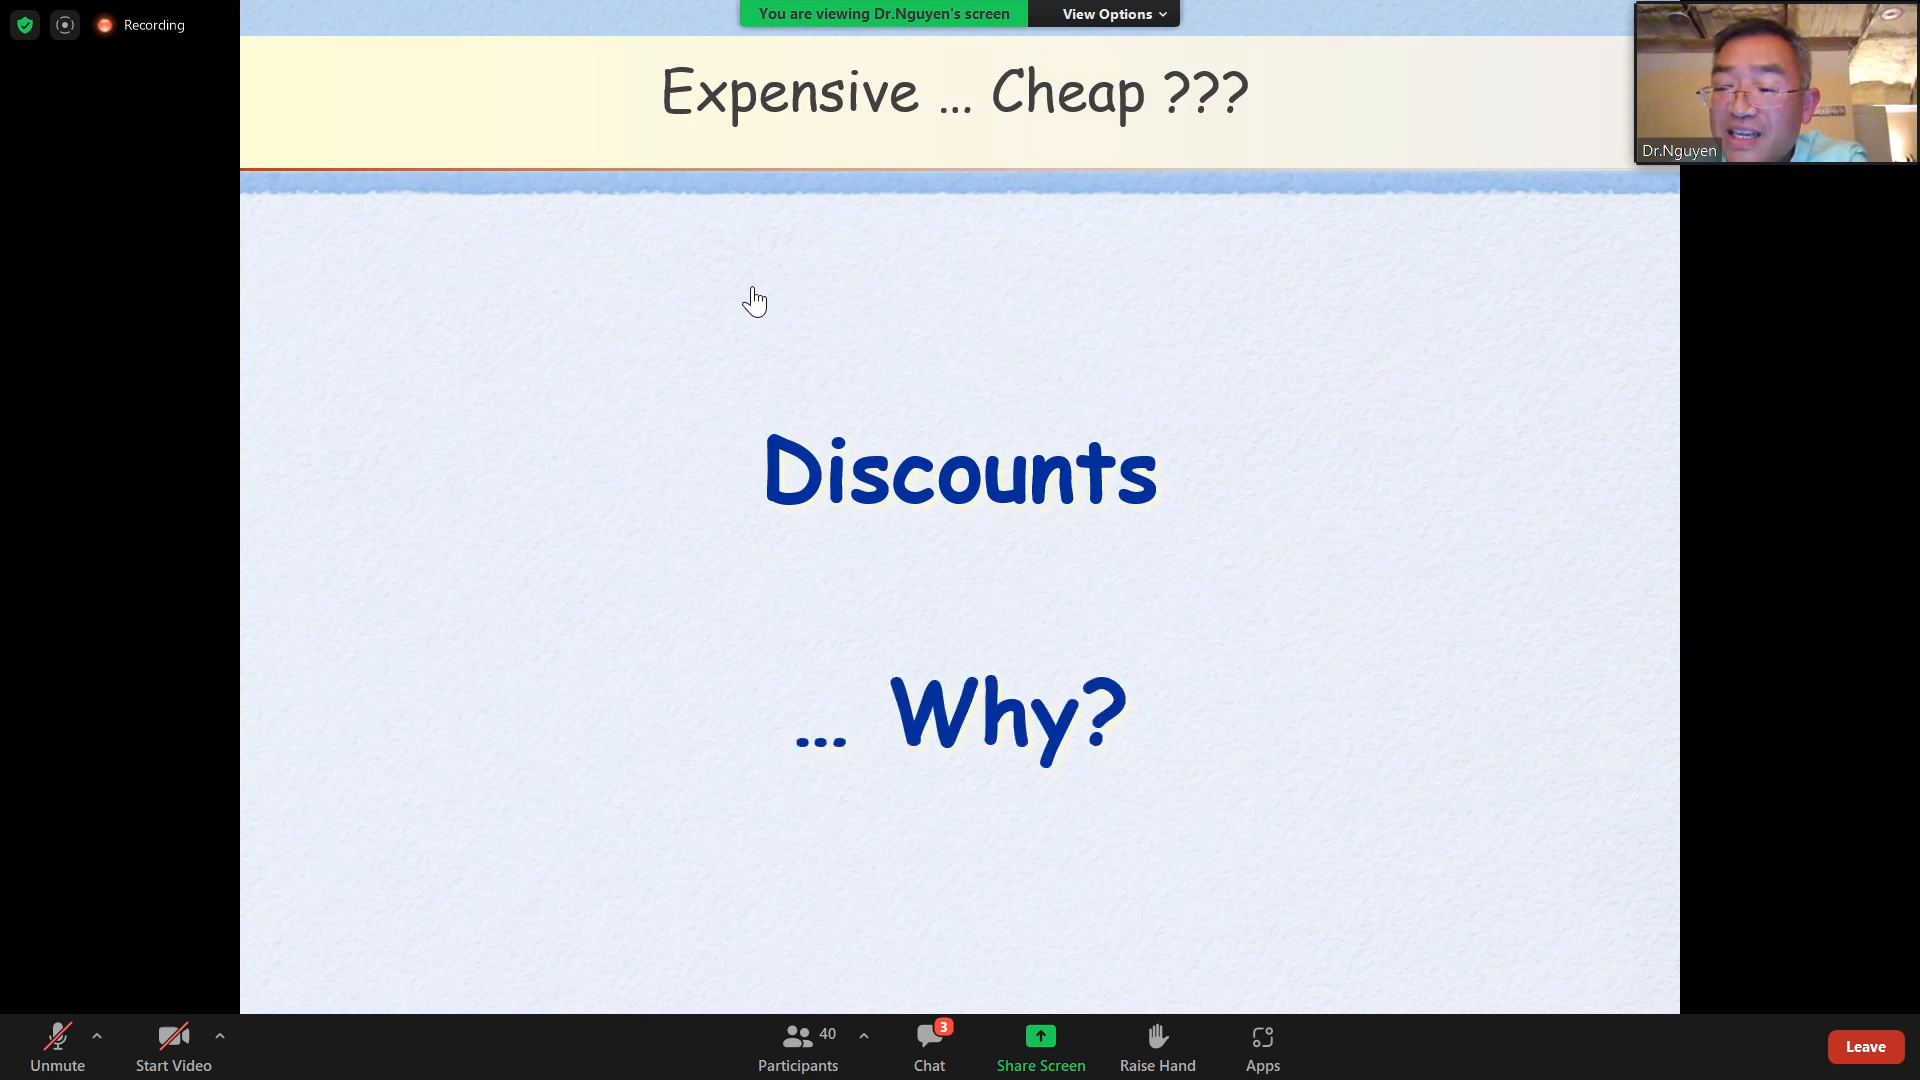 Recording
You are viewing Dr.Nguyen's screen
View Options
Expensive ... Cheap ???
Dr.Nguyen
Discounts
... Why?
Unmute
Start Video
40
Participants
3
Chat
Share Screen
Raise Hand
Apps
Leave